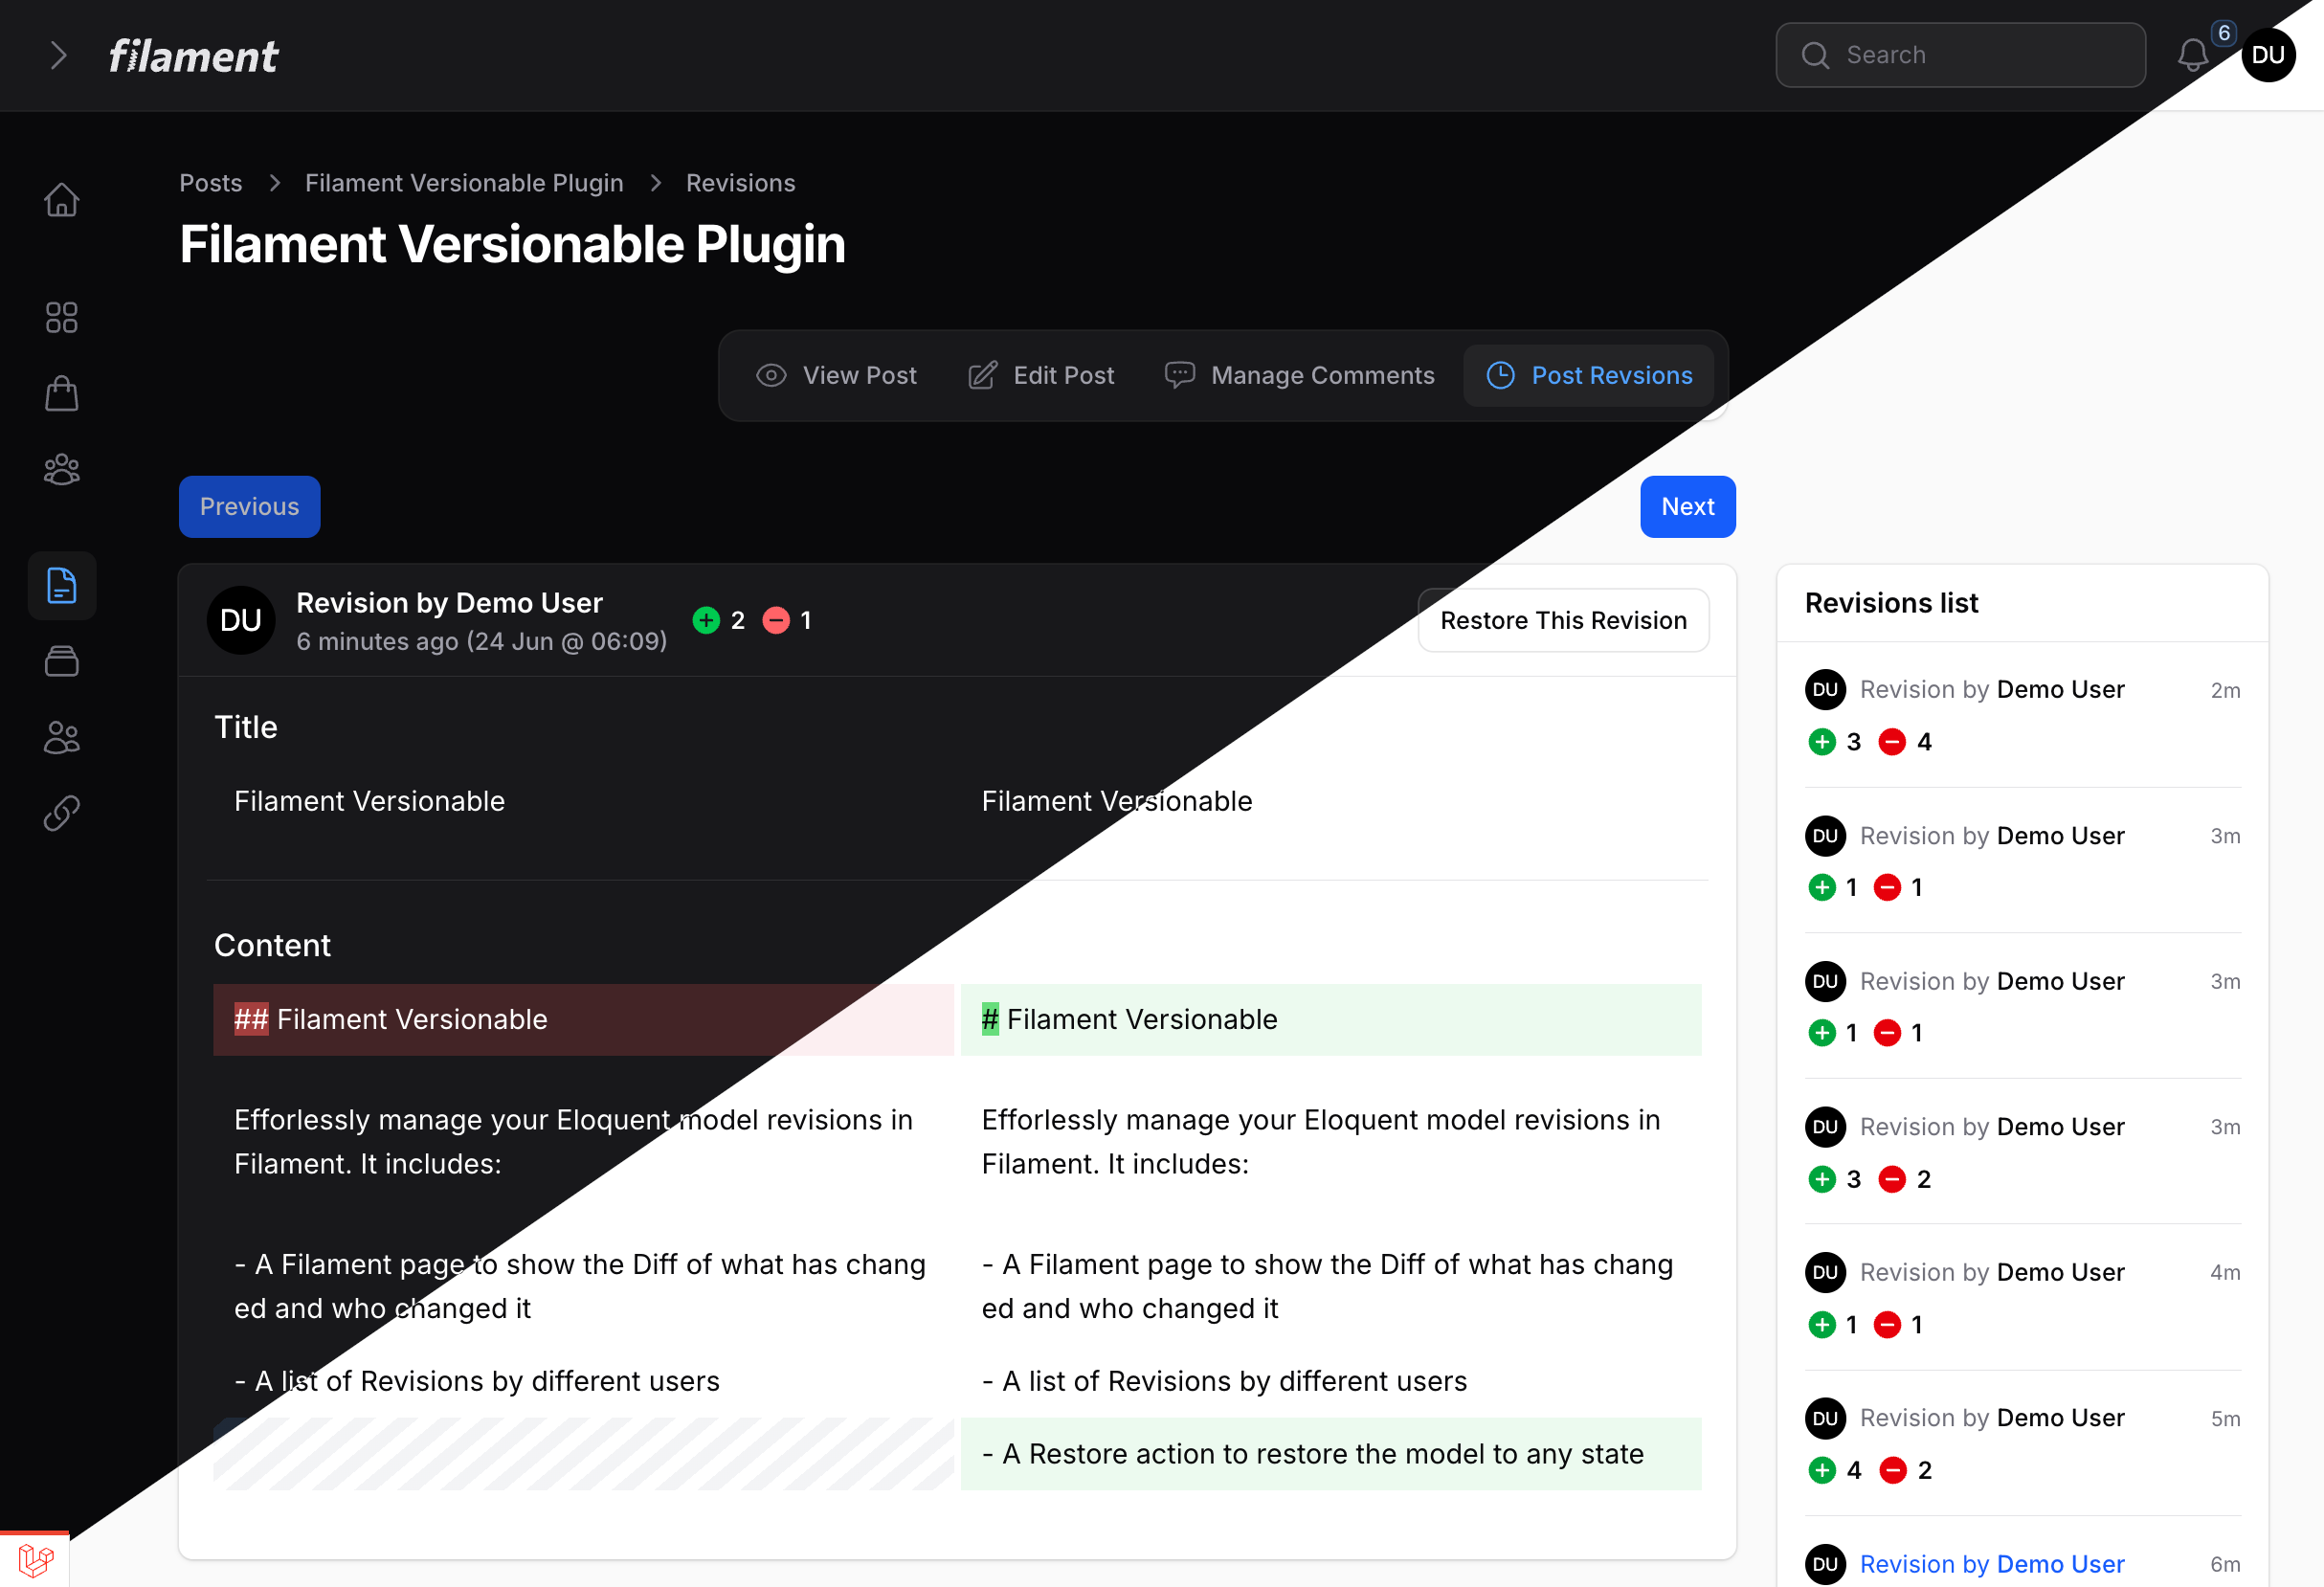 filament
Search
6
DU
Posts > Filament Versionable Plugin > Revisions
Filament Versionable Plugin
View Post
Edit Post
Manage Comments
Post Revsions
Previous
Next
DU
Revision by Demo User
6 minutes ago (24 Jun @ 06:09)
2 1
Restore This Revision
Title
Filament Versionable
Filament Versionable
Content
## Filament Versionable
# Filament Versionable
Efforlessly manage your Eloquent model revisions in
Filament. It includes:
Efforlessly manage your Eloquent model revisions in
Filament. It includes:
- A Filament page to show the Diff of what has chang
ed and who changed it
- A Filament page to show the Diff of what has chang
ed and who changed it
- A list of Revisions by different users
- A list of Revisions by different users
- A Restore action to restore the model to any state
Revisions list
DU Revision by Demo User 2m
3 4
DU Revision by Demo User 3m
1 1
DU Revision by Demo User 3m
1 1
DU Revision by Demo User 3m
3 2
DU Revision by Demo User 4m
1 1
DU Revision by Demo User 5m
4 2
DU Revision by Demo User 6m